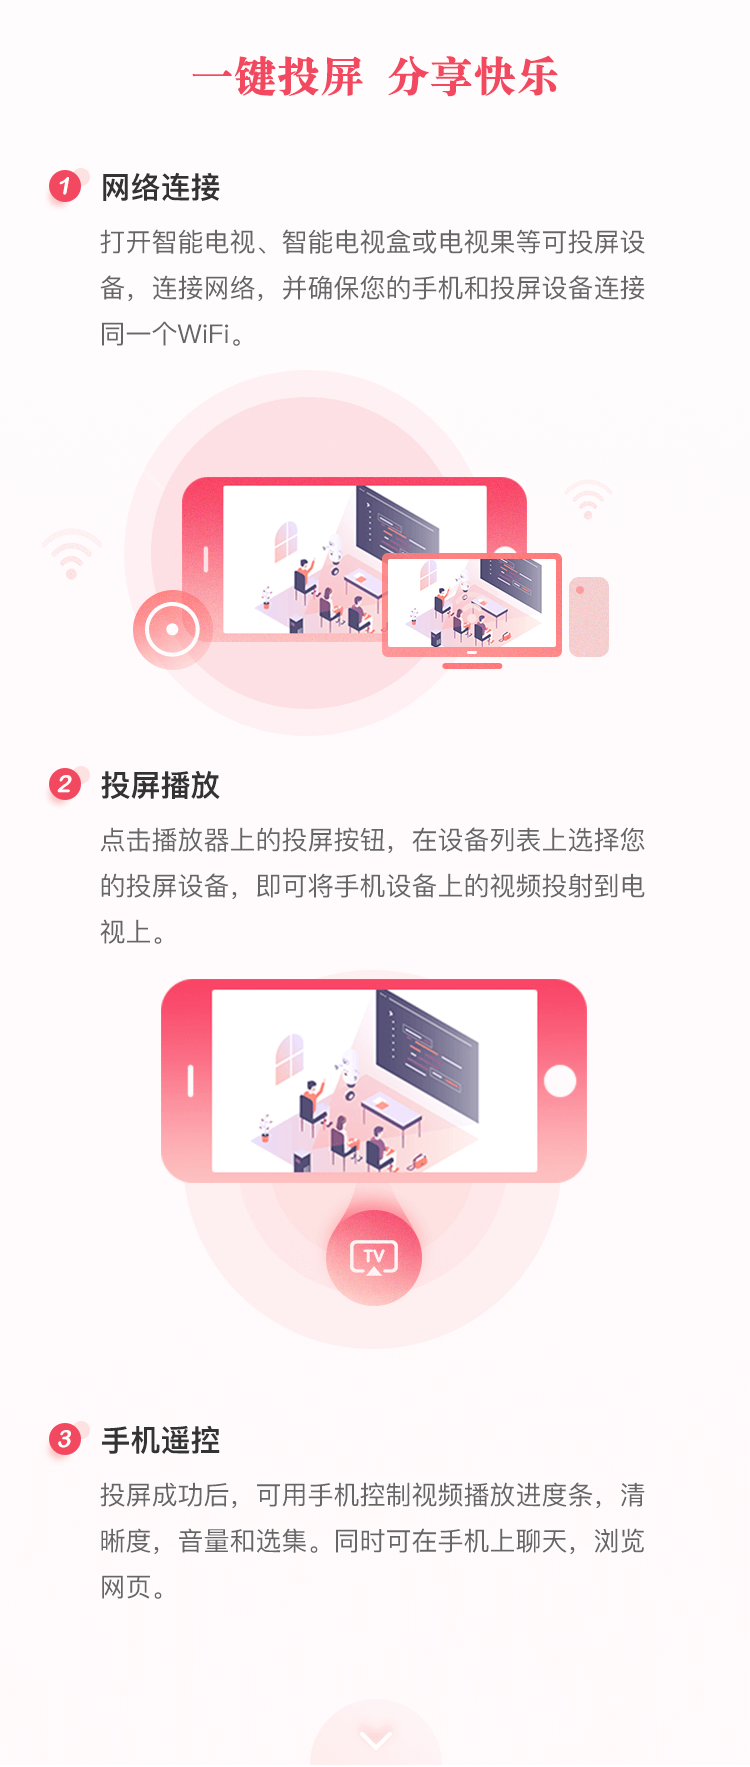 一键投屏 分享快乐
1 网络连接
打开智能电视、智能电视盒或电视果等可投屏设
备，连接网络，并确保您的手机和投屏设备连接
同一个WiFi。
2 投屏播放
点击播放器上的投屏按钮，在设备列表上选择您
的投屏设备，即可将手机设备上的视频投射到电
视上。
TV
3 手机遥控
投屏成功后，可用手机控制视频播放进度条，清
晰度，音量和选集。同时可在手机上聊天，浏览
网页。